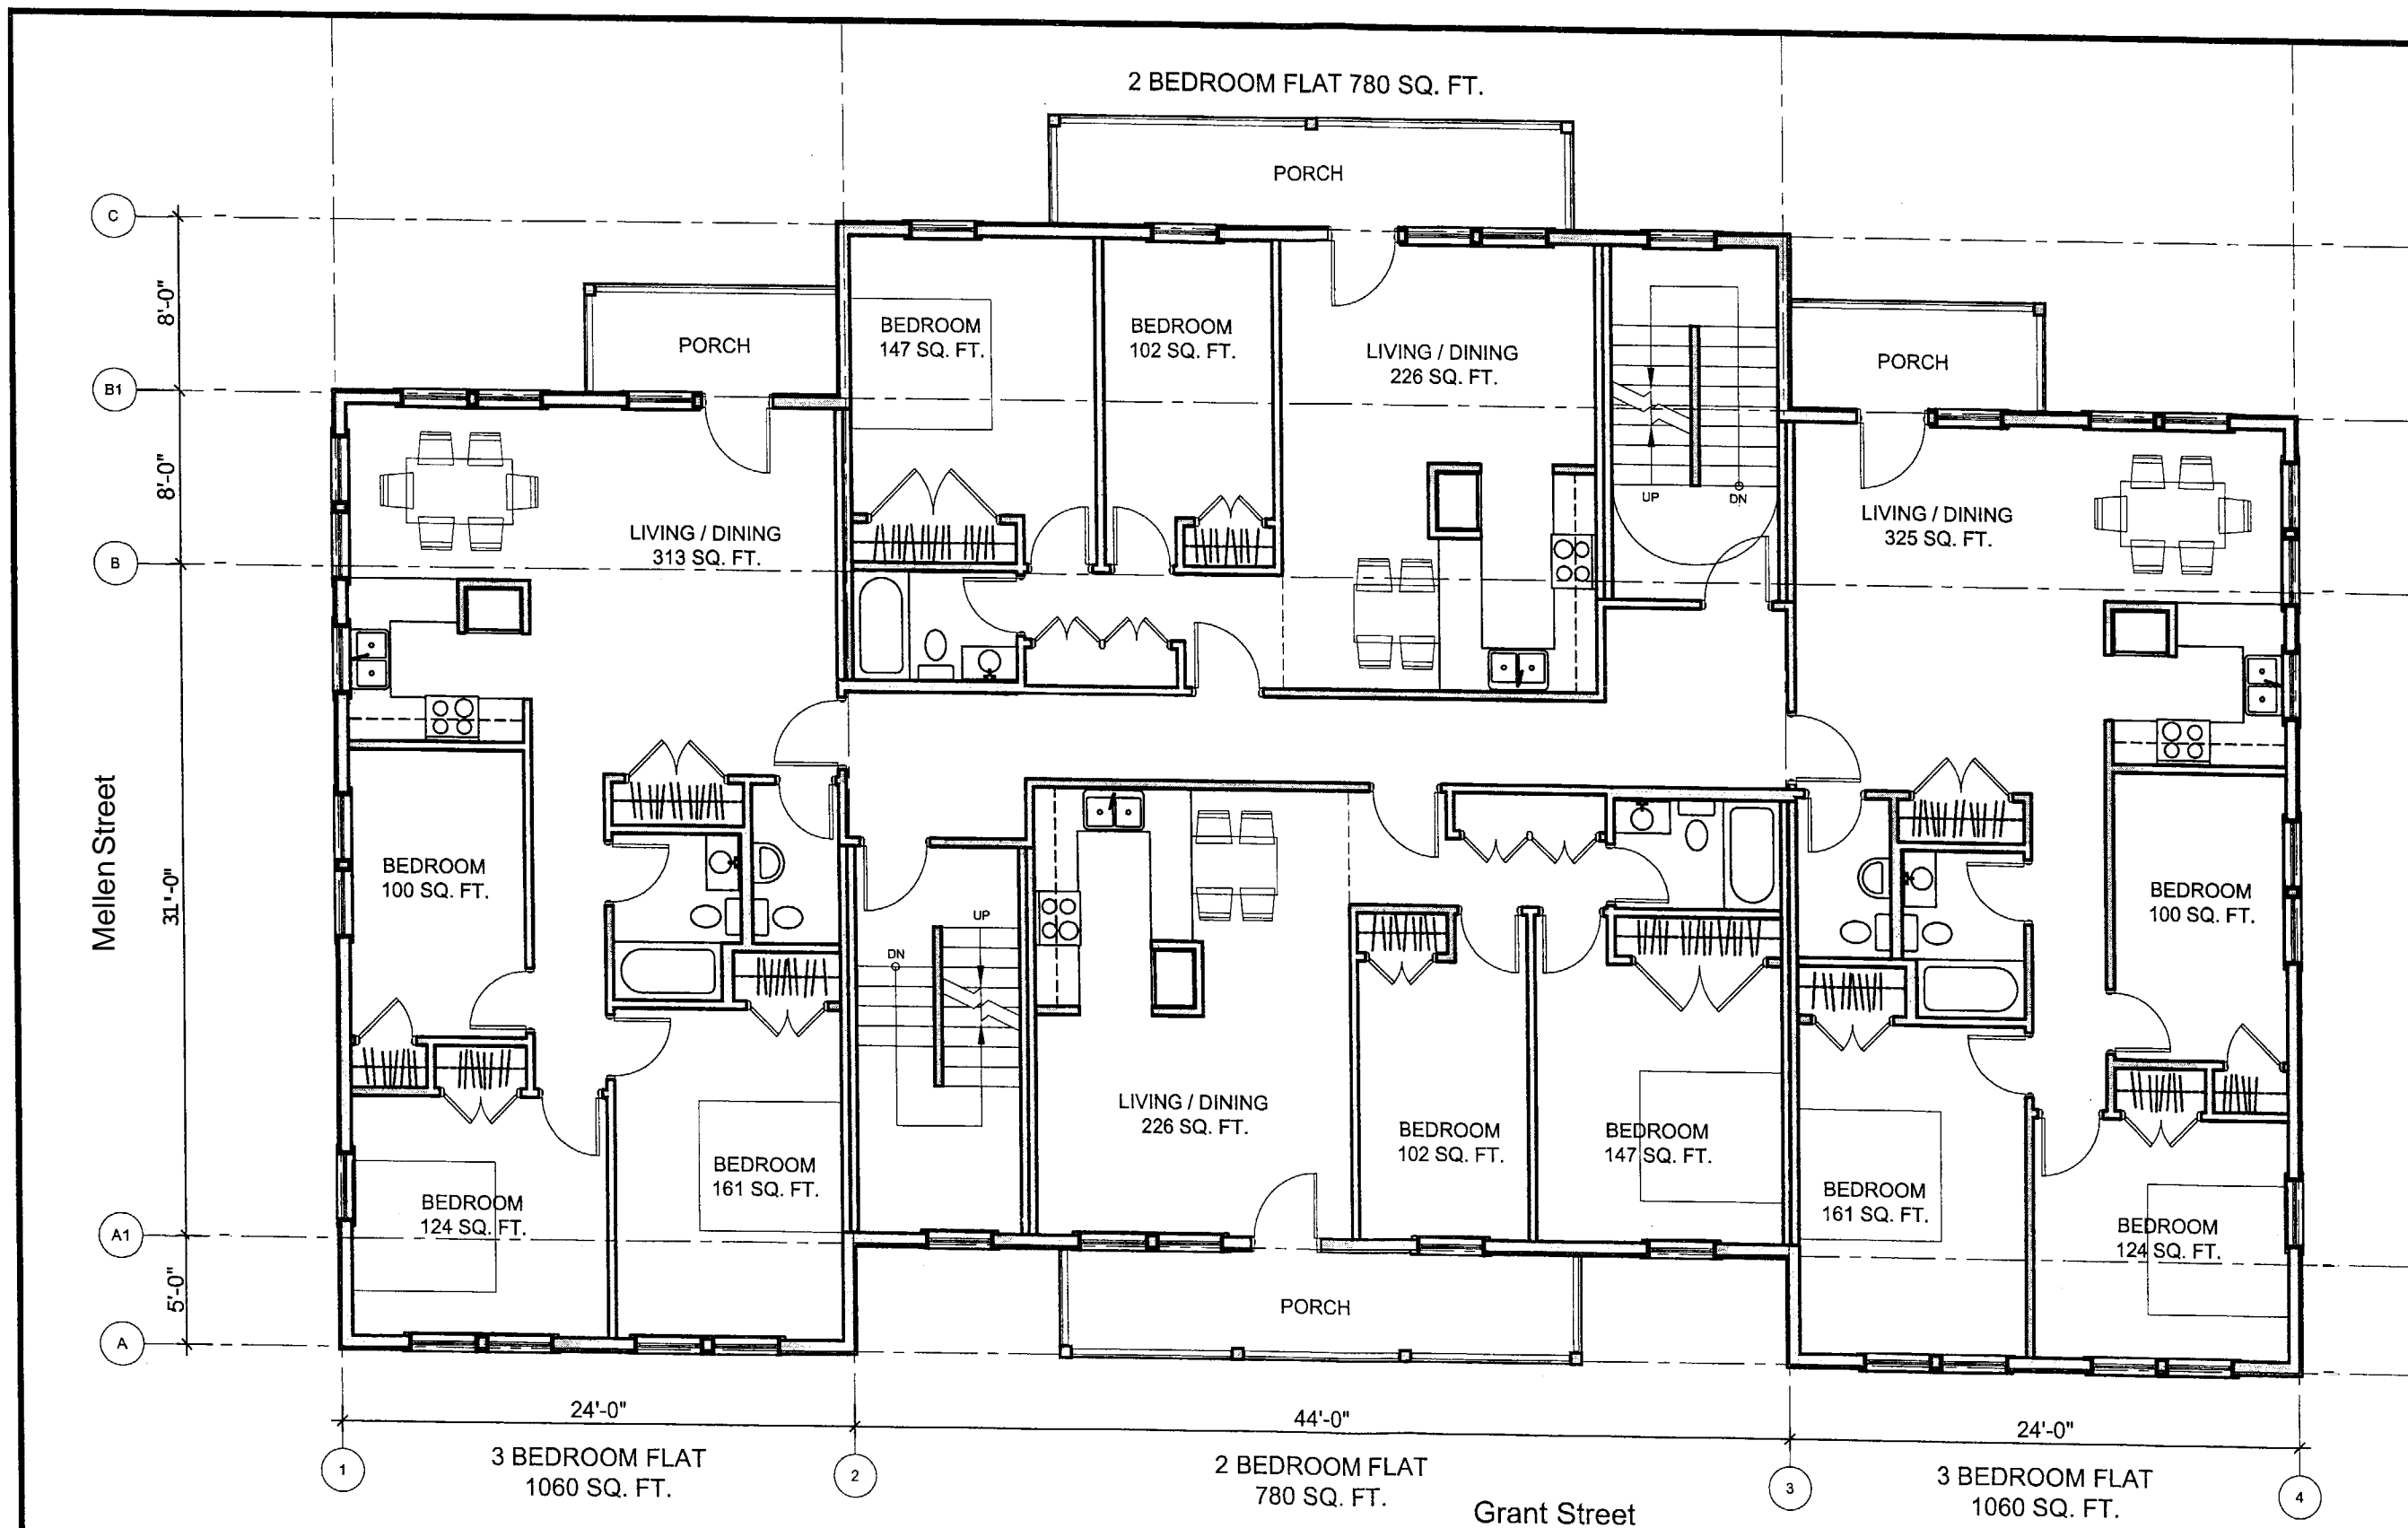 2 BEDROOM FLAT 780 SQ. FT.
PORCH
C
8'-0"
BEDROOM
147 SQ. FT.
BEDROOM
102 SQ. FT.
LIVING / DINING
226 SQ. FT.
PORCH
PORCH
B1
8'-0"
UP
DN
LIVING / DINING
313 SQ. FT.
LIVING / DINING
325 SQ. FT.
B
Mellen Street
31'-0"
BEDROOM
100 SQ. FT.
BEDROOM
100 SQ. FT.
UP
DN
LIVING / DINING
226 SQ. FT.
BEDROOM
102 SQ. FT.
BEDROOM
147 SQ. FT.
BEDROOM
161 SQ. FT.
BEDROOM
124 SQ. FT.
BEDROOM
161 SQ. FT.
BEDROOM
124 SQ. FT.
A1
5'-0"
PORCH
A
24'-0"
44'-0"
24'-0"
1
2
3
4
3 BEDROOM FLAT
1060 SQ. FT.
2 BEDROOM FLAT
780 SQ. FT.
Grant Street
3 BEDROOM FLAT
1060 SQ. FT.